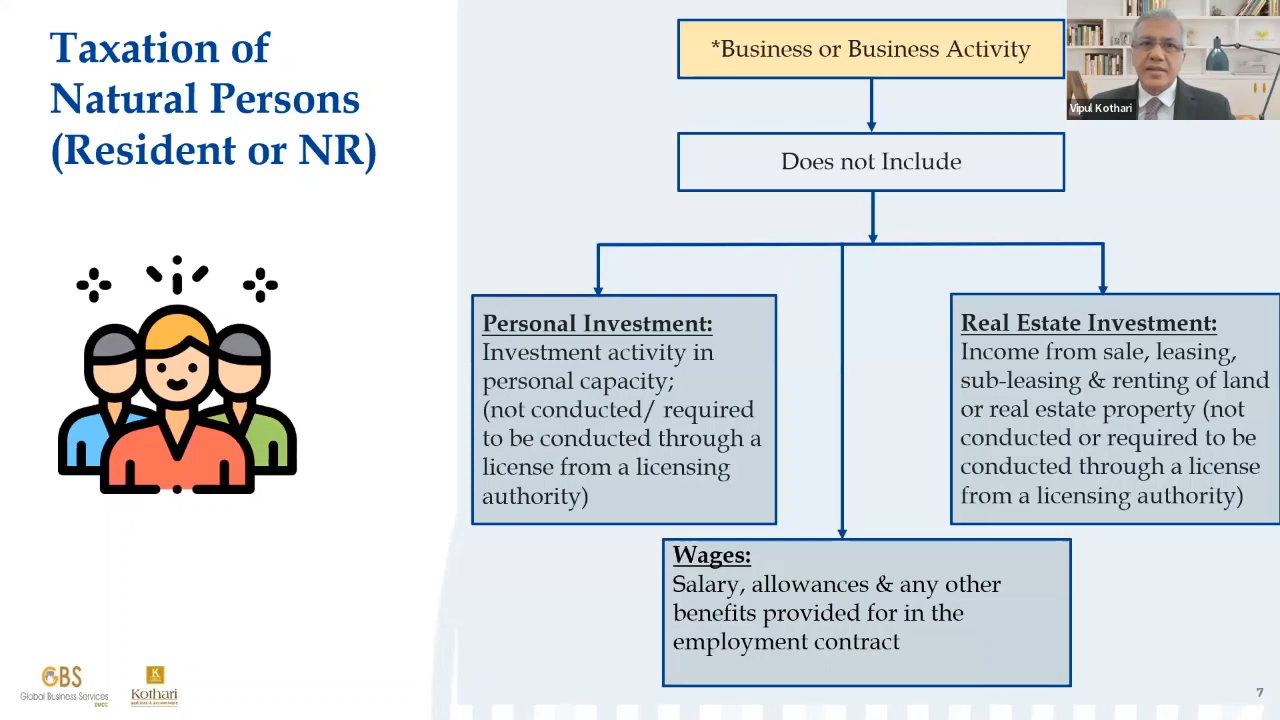 Taxation of
Natural Persons
(Resident or NR)
*Business or Business Activity
Vipul Kothari
Does not Include
Personal Investment:
Investment activity in
personal capacity;
(not conducted/ required
to be conducted through a
license from a licensing
authority)
Real Estate Investment:
Income from sale, leasing,
sub-leasing & renting of land
or real estate property (not
conducted or required to be
conducted through a license
from a licensing authority)
Wages:
Salary, allowances & any other
benefits provided for in the
employment contract
GBS
Global Business Services
DMCC
K
Kothari
7